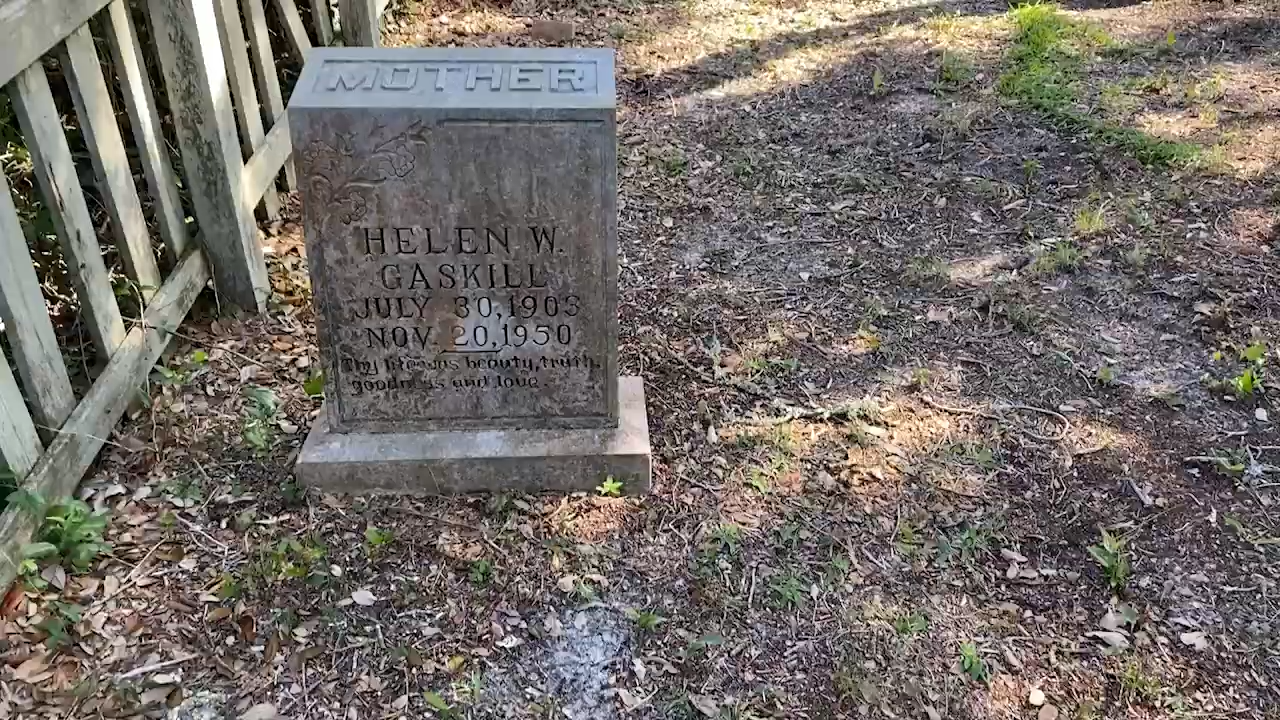 MOTHER
HELEN W.
GASKILL
JULY 30,1903
NOV. 20,1950
Thy life was beauty, truth,
goodness and love.